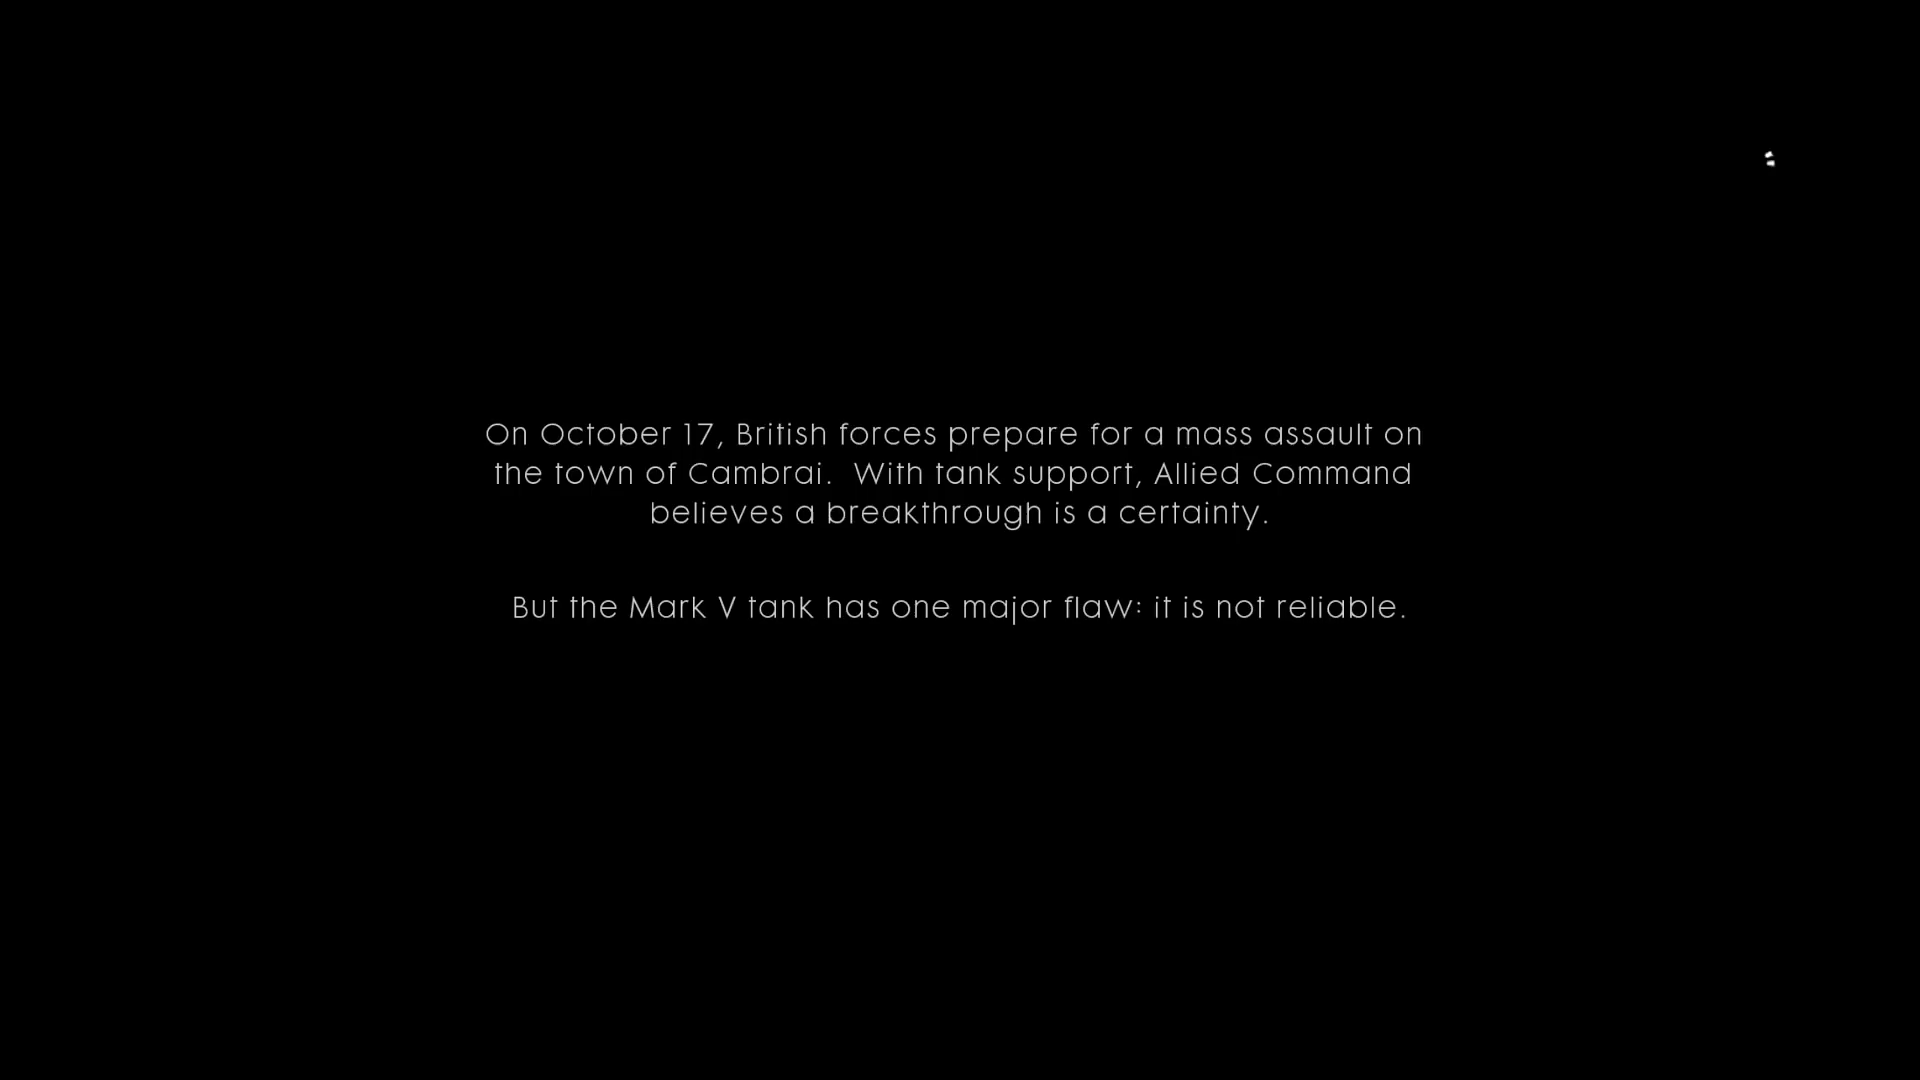 On October 17, British forces prepare for a mass assault on
the town of Cambrai.  With tank support, Allied Command
believes a breakthrough is a certainty.
But the Mark V tank has one major flaw: it is not reliable.